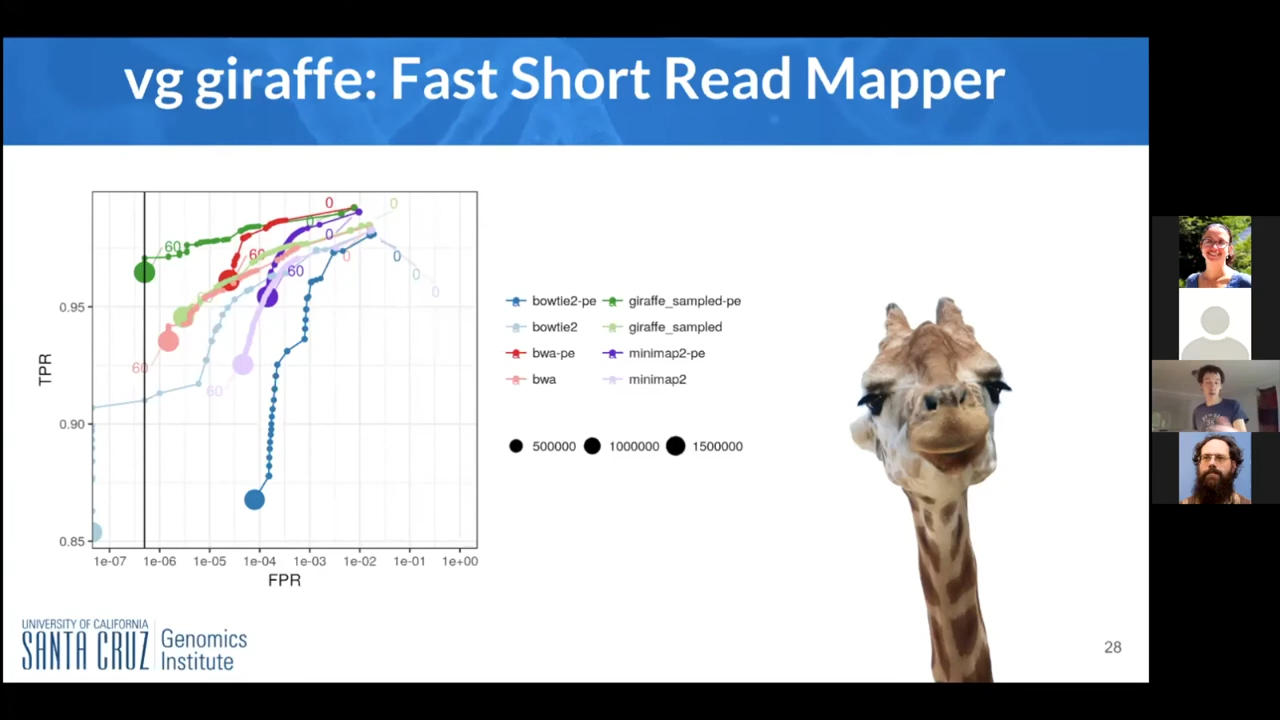 vg giraffe: Fast Short Read Mapper
0
0
0
60
0
60
0
0
60
0
0
60
60
0.95
0.90
0.85
TPR
1e-07 1e-06 1e-05 1e-04 1e-03 1e-02 1e-01 1e+00
FPR
bowtie2-pe giraffe_sampled-pe
bowtie2 giraffe_sampled
bwa-pe minimap2-pe
bwa minimap2
500000 1000000 1500000
UNIVERSITY OF CALIFORNIA
SANTA CRUZ
Genomics
Institute
28